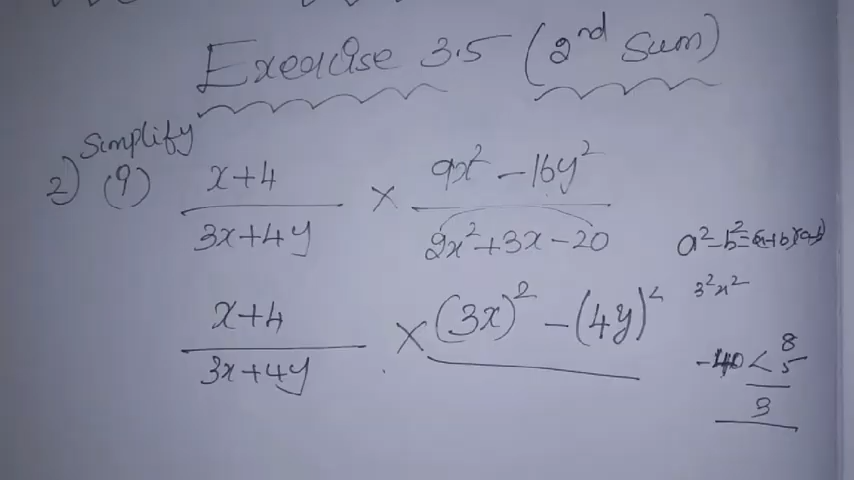 Exercise 3.5 (2nd Sum)
Simplify
2) (i) x+4 / 3x+4y × 9x² - 16y² / 2x²+3x-20
a²-b²=(a+b)(a-b)
3²x²
x+4 / 3x+4y × (3x)² - (4y)²
-40 < 8
5
3